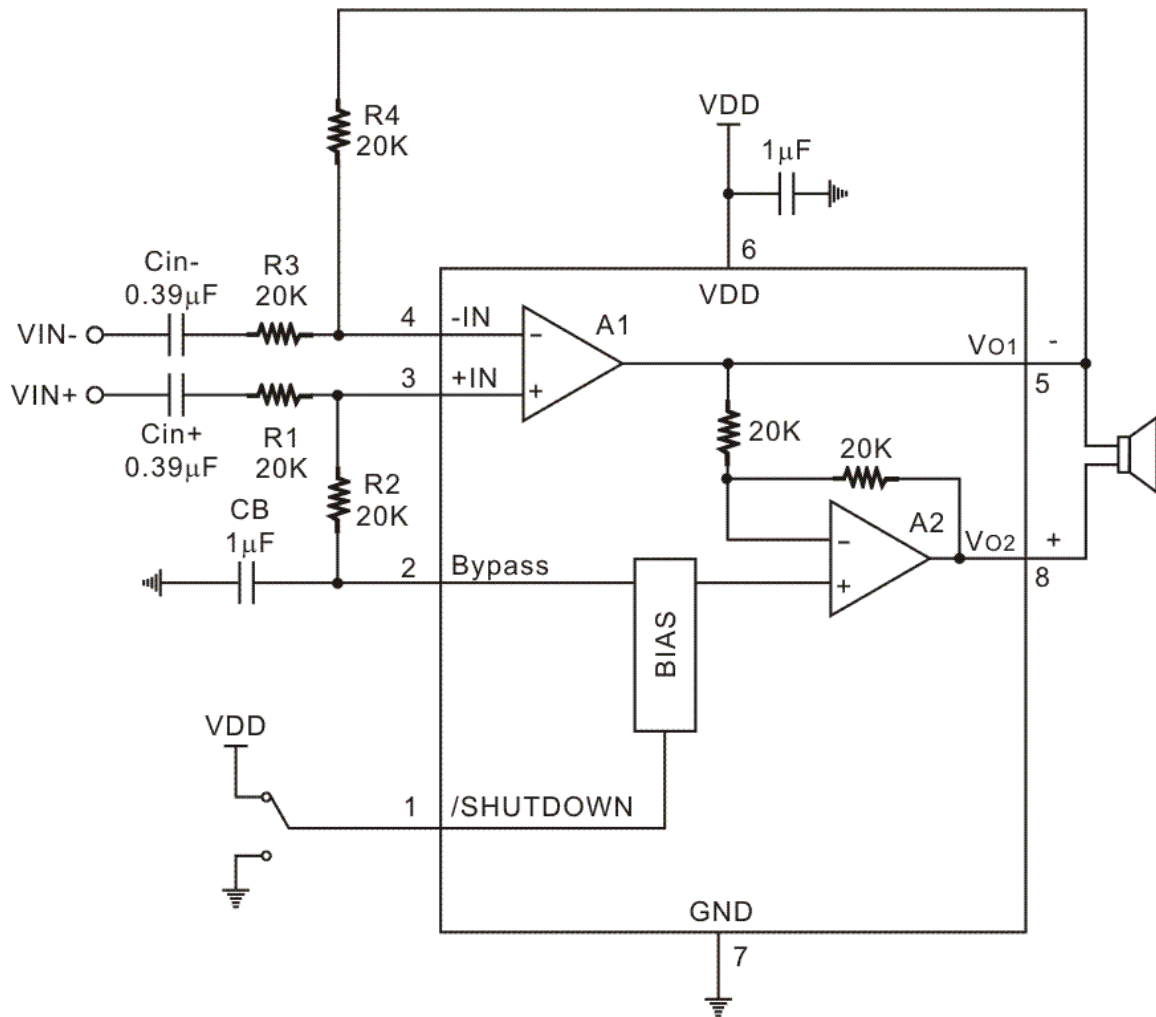 R4
20K
VDD
1μF
6
VDD
Cin-
0.39μF
R3
20K
VIN-
4
-IN
−
A1
VO1
-
5
VIN+
3
+IN
+
Cin+
0.39μF
R1
20K
20K
20K
R2
20K
CB
1μF
A2
−
VO2
+
8
2
Bypass
+
BIAS
VDD
1
/SHUTDOWN
GND
7